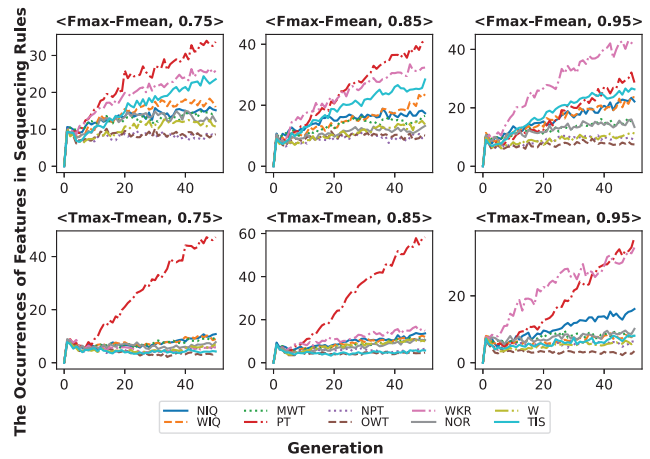 <Fmax-Fmean, 0.75> <Fmax-Fmean, 0.85> <Fmax-Fmean, 0.95>
30
20
10
0
0 20 40
40
20
0
0 20 40
40
20
0
0 20 40
<Tmax-Tmean, 0.75> <Tmax-Tmean, 0.85> <Tmax-Tmean, 0.95>
40
20
0
0 20 40
60
40
20
0
0 20 40
20
0
0 20 40
The Occurrences of Features in Sequencing Rules
NIQ MWT NPT WKR W
WIQ PT OWT NOR TIS
Generation